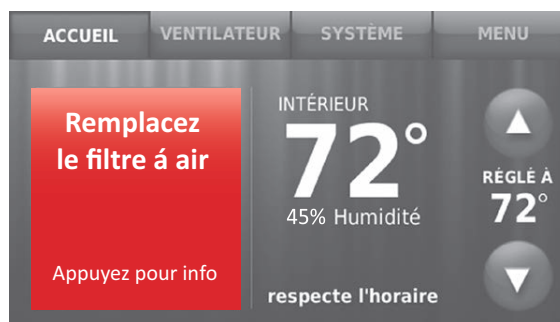 ACCUEIL VENTILATEUR SYSTÈME MENU
Remplacez
le filtre á air
Appuyez pour info
INTÉRIEUR
72°
45% Humidité
respecte l'horaire
RÉGLÉ À
72°